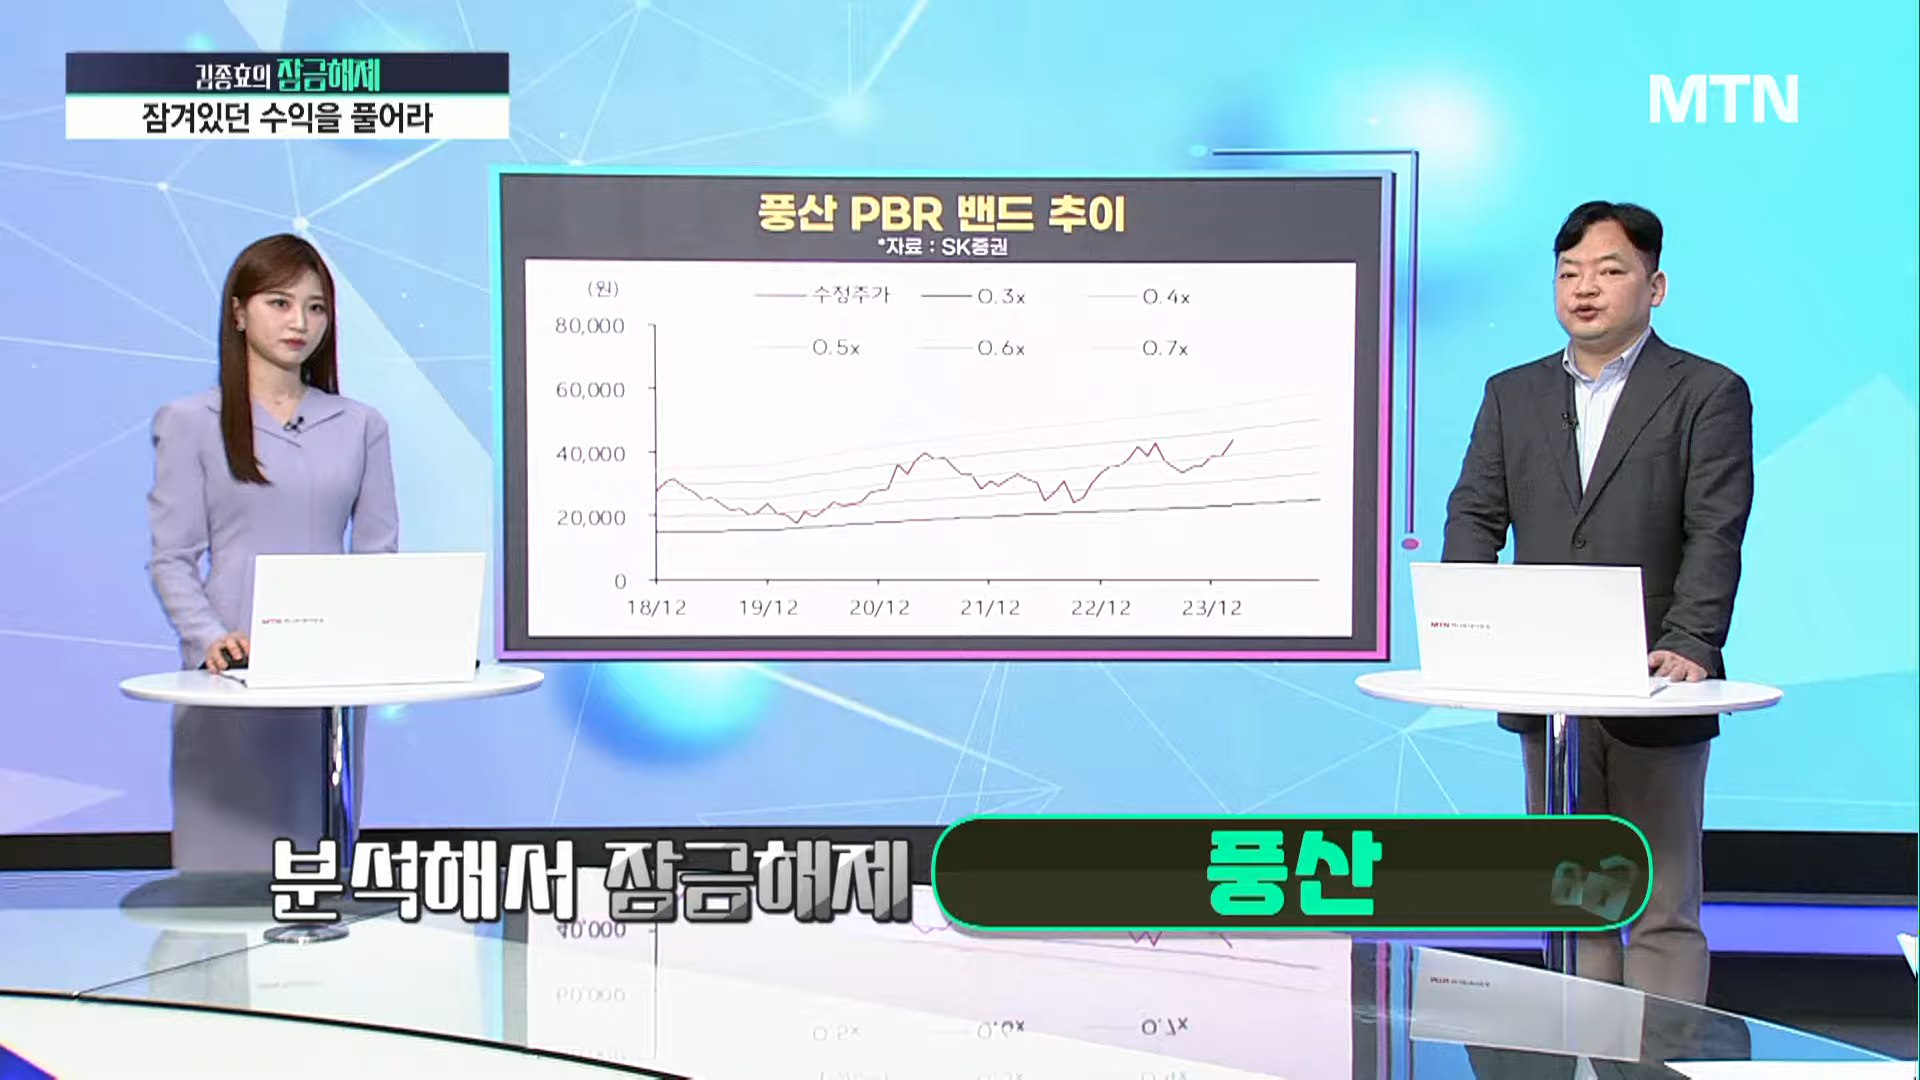 김종효의 잠금해제
잠겨있던 수익을 풀어라
MTN
풍산 PBR 밴드 추이
*자료 : SK증권
(원)
수정주가 0.3x 0.4x
0.5x 0.6x 0.7x
80,000
60,000
40,000
20,000
0
18/12 19/12 20/12 21/12 22/12 23/12
MTN
MTN
분석해서 잠금해제 풍산
40,000